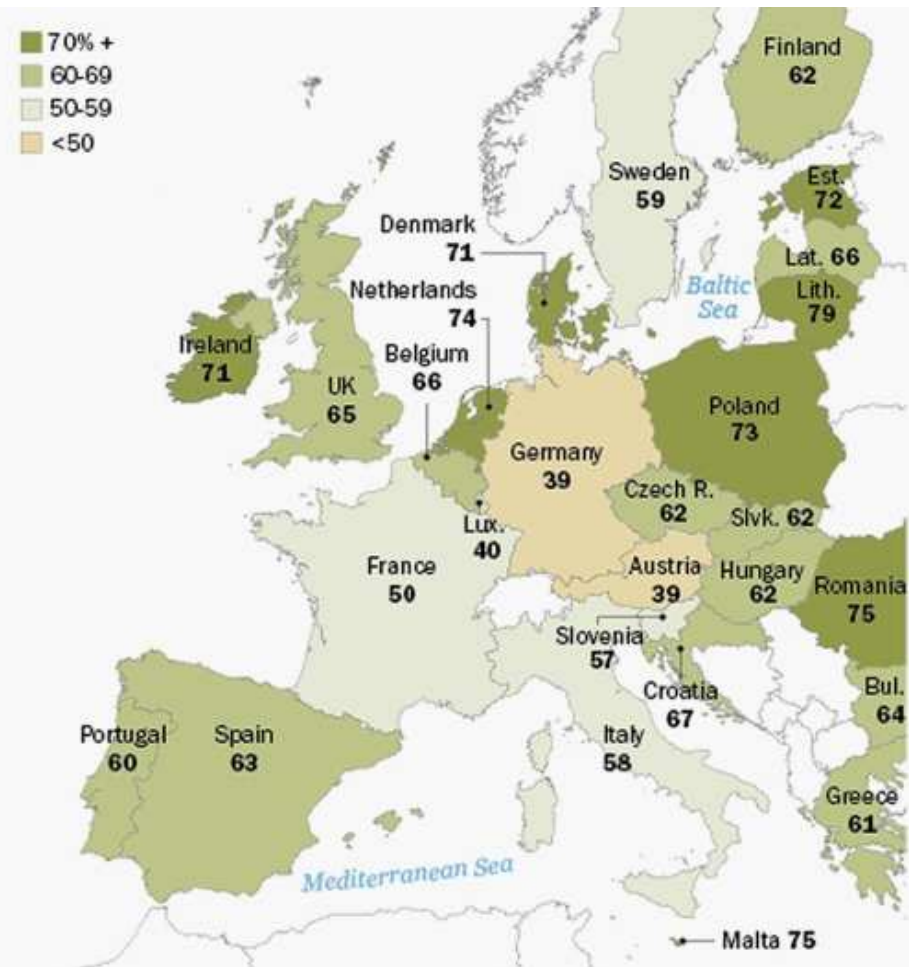 70% +
60-69
50-59
<50
Finland
62
Sweden
59
Est.
72
Denmark
71
Lat. 66
Baltic
Sea
Lith.
79
Netherlands
74
Ireland
71
Belgium
66
UK
65
Poland
73
Germany
39
Czech R.
62
Slvk. 62
Lux.
40
France
50
Austria
39
Hungary
62
Romania
75
Slovenia
57
Croatia
67
Bul.
64
Portugal
60
Spain
63
Italy
58
Greece
61
Mediterranean Sea
Malta 75